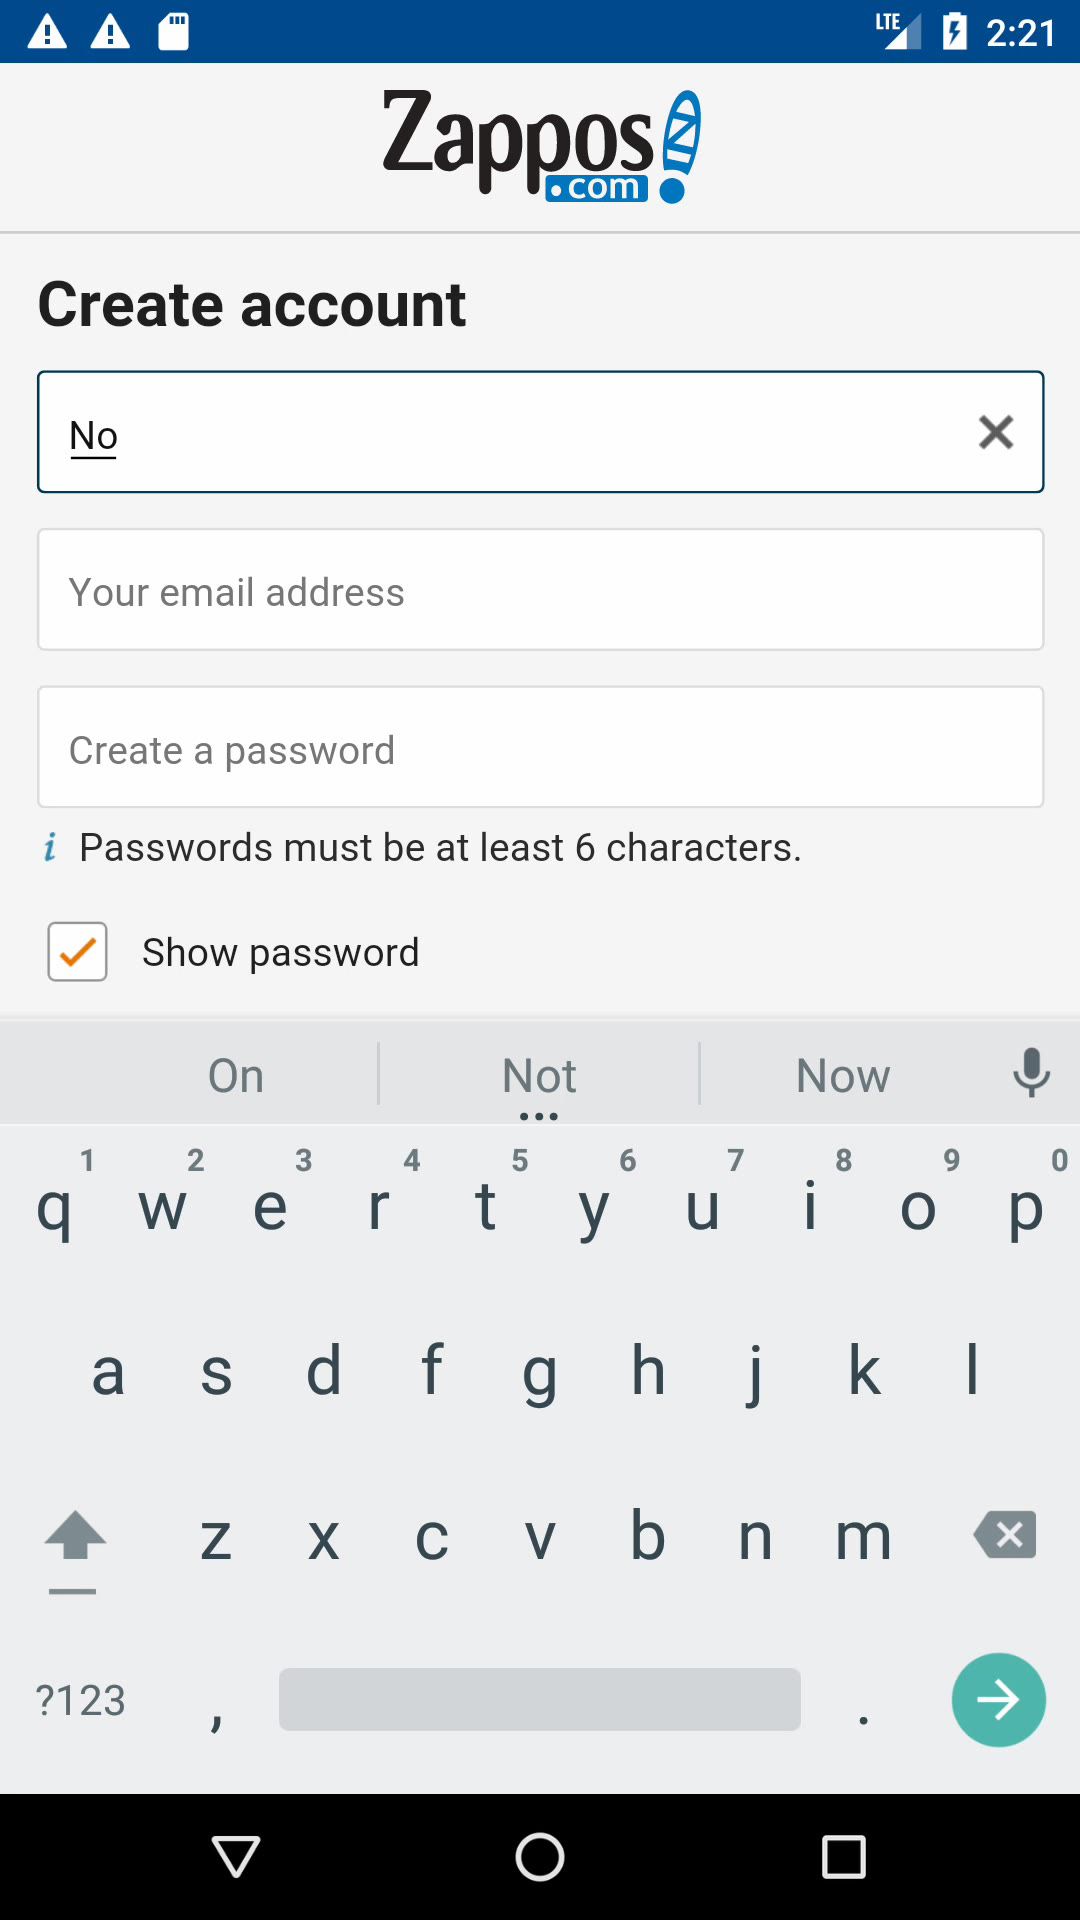 LTE 2:21
Zappos
.com
Create account
No
Your email address
Create a password
i Passwords must be at least 6 characters.
Show password
On Not Now
1 2 3 4 5 6 7 8 9 0
q w e r t y u i o p
a s d f g h j k l
z x c v b n m
?123 , .